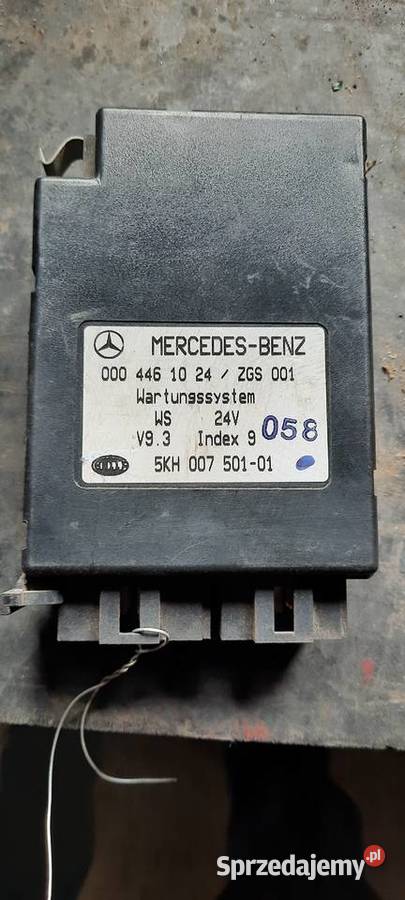 MERCEDES-BENZ
000 446 10 24 / ZGS 001
Wartungsssystem
WS 24V
V9.3 Index 9 058
5KH 007 501-01
Sprzedajemy.pl